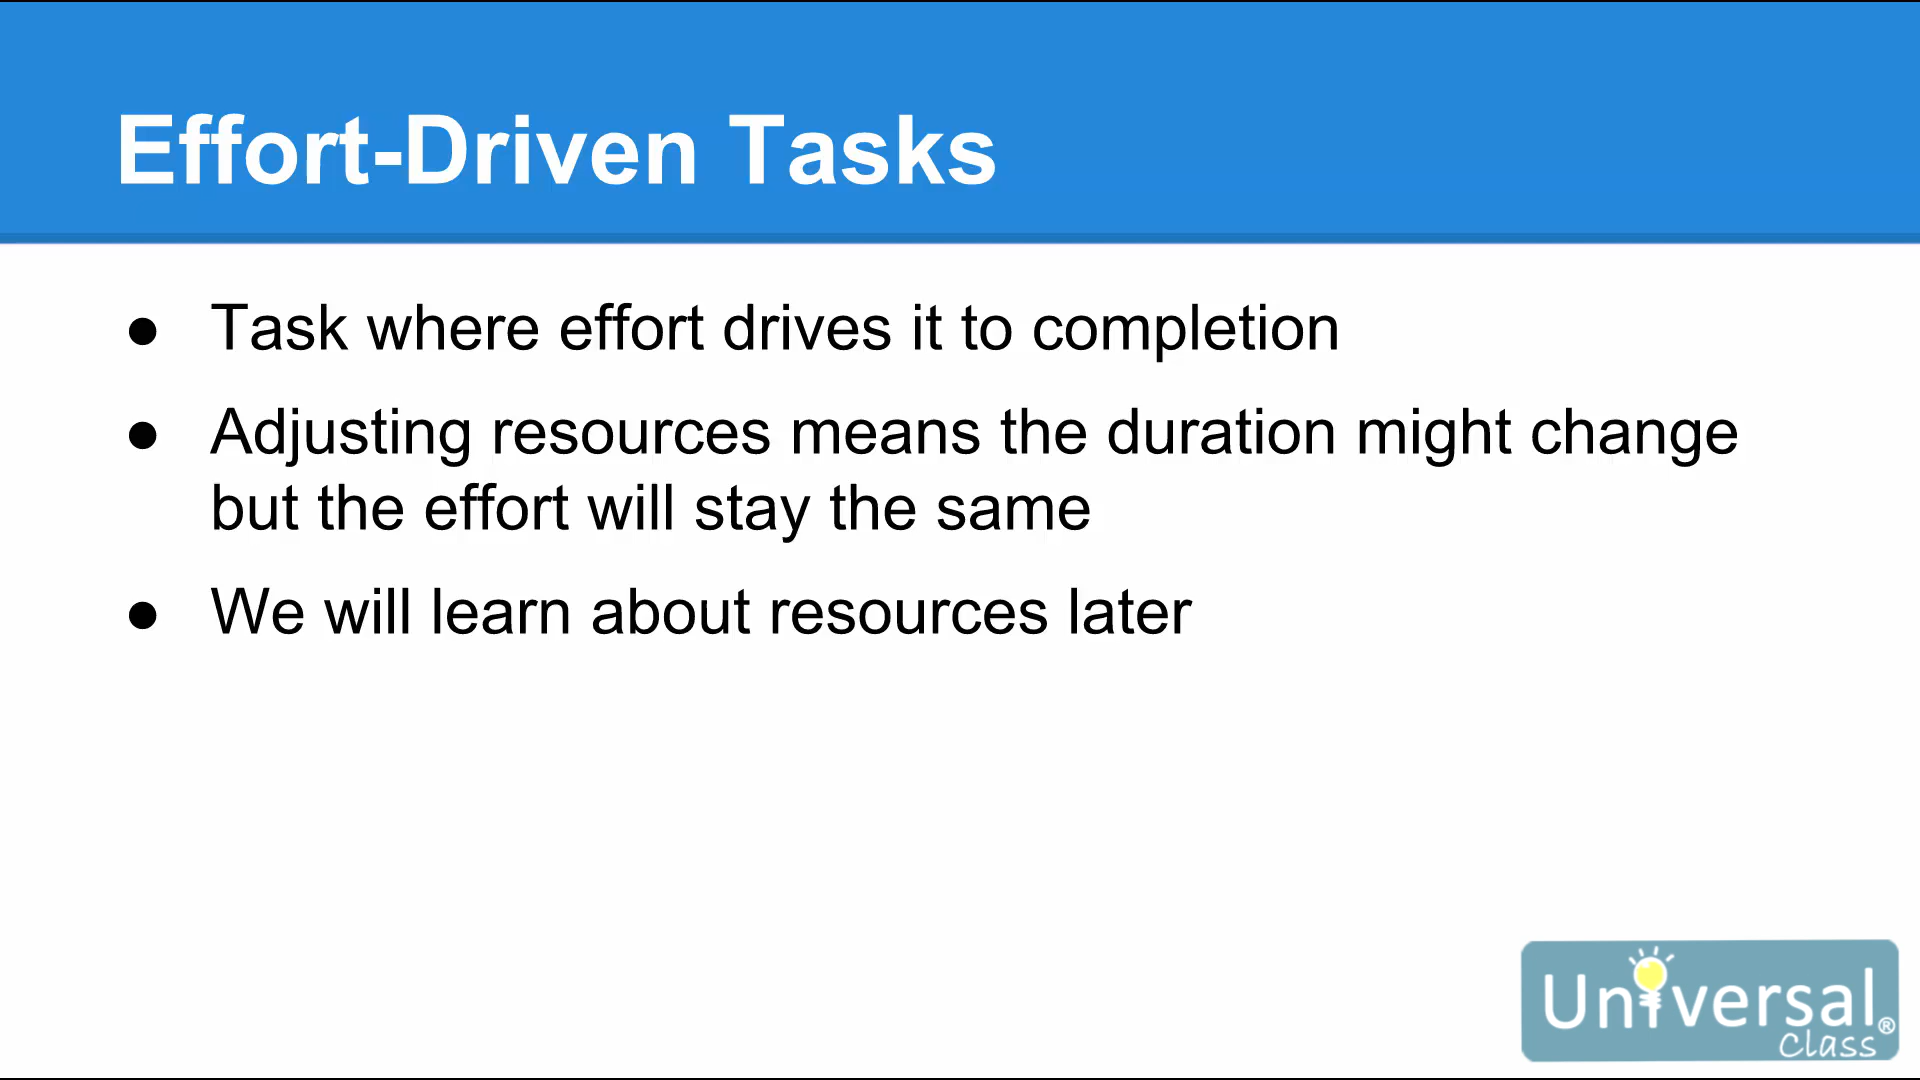 Effort-Driven Tasks
● Task where effort drives it to completion
● Adjusting resources means the duration might change
but the effort will stay the same
● We will learn about resources later
Universal®
Class